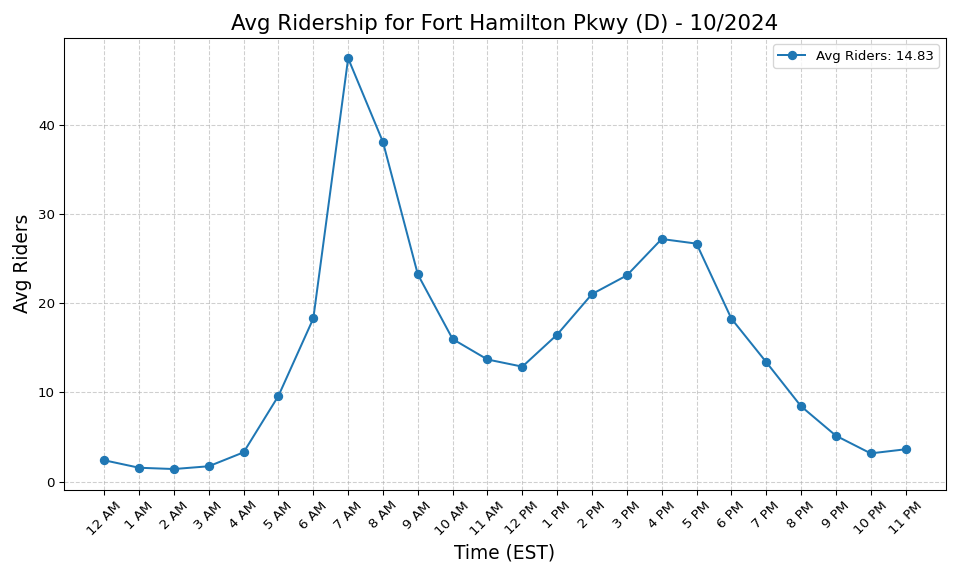 Avg Ridership for Fort Hamilton Pkwy (D) - 10/2024
Avg Riders: 14.83
Avg Riders
40
30
20
10
0
12 AM 1 AM 2 AM 3 AM 4 AM 5 AM 6 AM 7 AM 8 AM 9 AM 10 AM 11 AM 12 PM 1 PM 2 PM 3 PM 4 PM 5 PM 6 PM 7 PM 8 PM 9 PM 10 PM 11 PM
Time (EST)